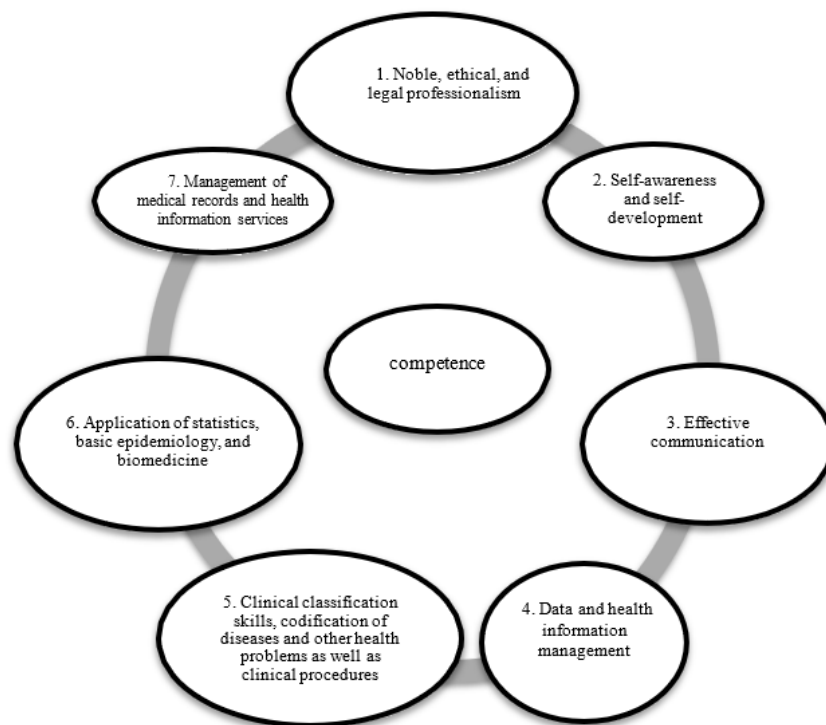 1. Noble, ethical, and
legal professionalism
2. Self-awareness
and self-
development
3. Effective
communication
4. Data and health
information
management
5. Clinical classification
skills, codification of
diseases and other health
problems as well as
clinical procedures
6. Application of statistics,
basic epidemiology, and
biomedicine
7. Management of
medical records and health
information services
competence